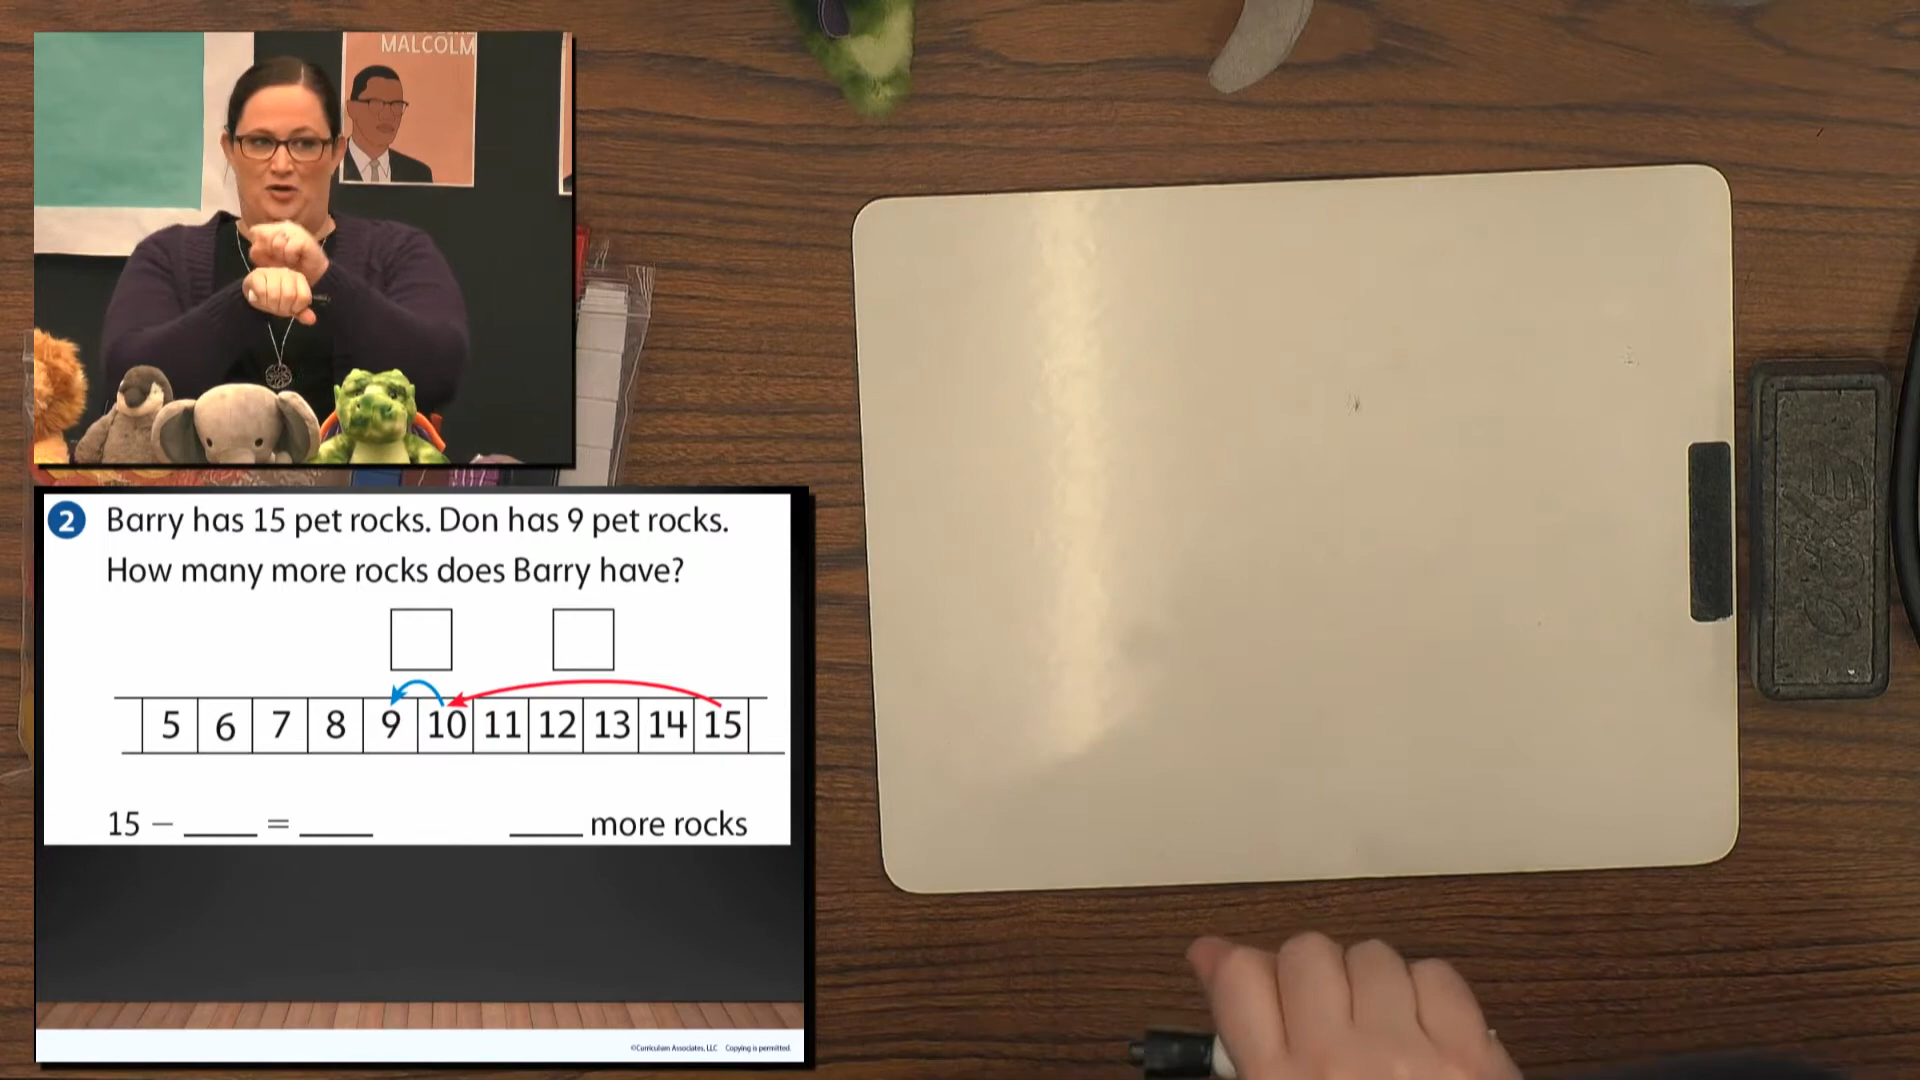 MALCOLM
2 Barry has 15 pet rocks. Don has 9 pet rocks.
How many more rocks does Barry have?
5 6 7 8 9 10 11 12 13 14 15
15 − ____ = ____ ____ more rocks
©Curriculum Associates, LLC Copying is permitted.